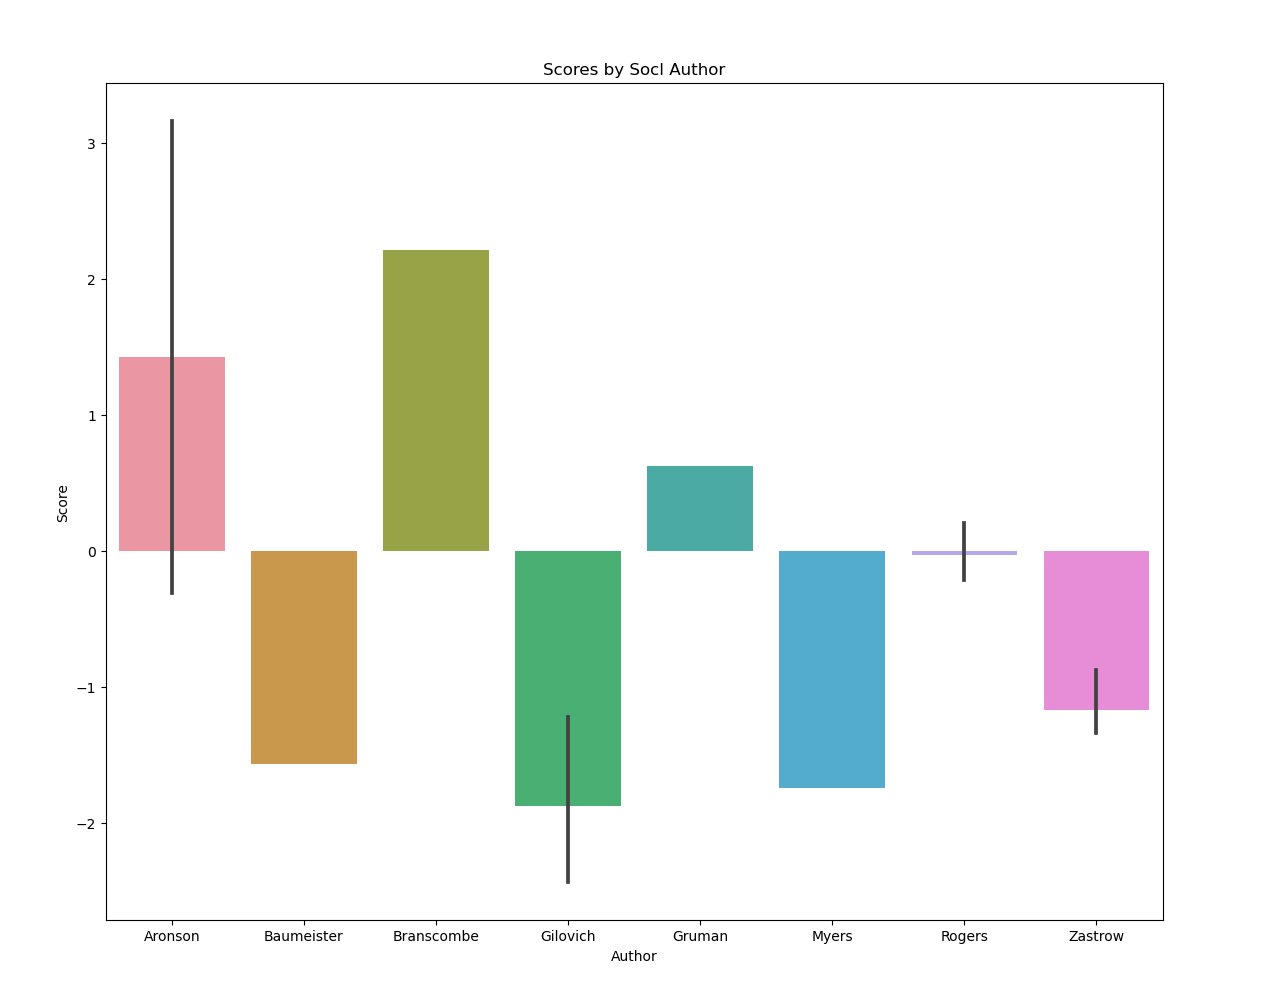 Scores by Socl Author
3
2
1
0
−1
−2
Score
Aronson Baumeister Branscombe Gilovich Gruman Myers Rogers Zastrow
Author